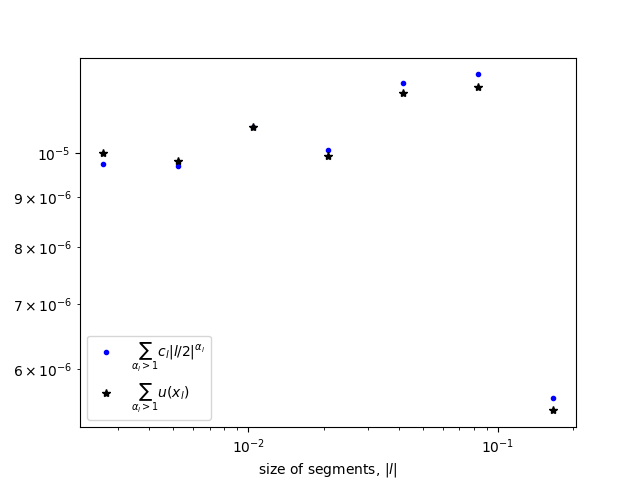 10⁻⁵
9 × 10⁻⁶
8 × 10⁻⁶
7 × 10⁻⁶
6 × 10⁻⁶
∑ c_l|l/2|^{α_l}
α_l>1
∑ u(x_l)
α_l>1
10⁻²
10⁻¹
size of segments, |l|